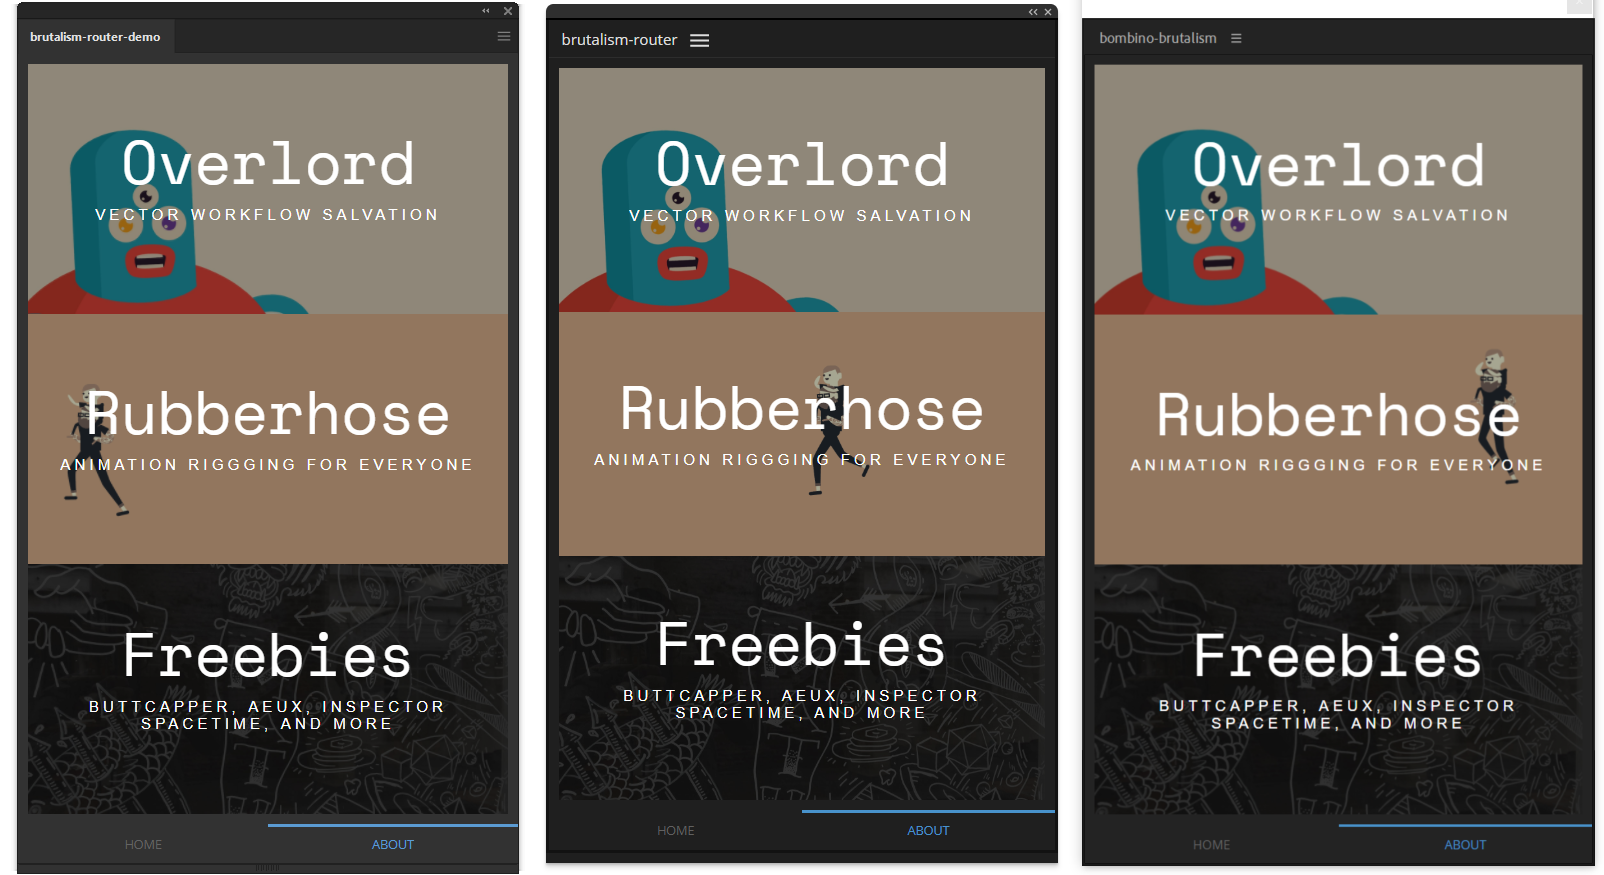 brutalism-router-demo
Overlord
VECTOR WORKFLOW SALVATION
Rubberhose
ANIMATION RIGGGING FOR EVERYONE
Freebies
BUTTCAPPER, AEUX, INSPECTOR
SPACETIME, AND MORE
HOME
ABOUT
brutalism-router
Overlord
VECTOR WORKFLOW SALVATION
Rubberhose
ANIMATION RIGGGING FOR EVERYONE
Freebies
BUTTCAPPER, AEUX, INSPECTOR
SPACETIME, AND MORE
HOME
ABOUT
bombino-brutalism
Overlord
VECTOR WORKFLOW SALVATION
Rubberhose
ANIMATION RIGGGING FOR EVERYONE
Freebies
BUTTCAPPER, AEUX, INSPECTOR
SPACETIME, AND MORE
HOME
ABOUT